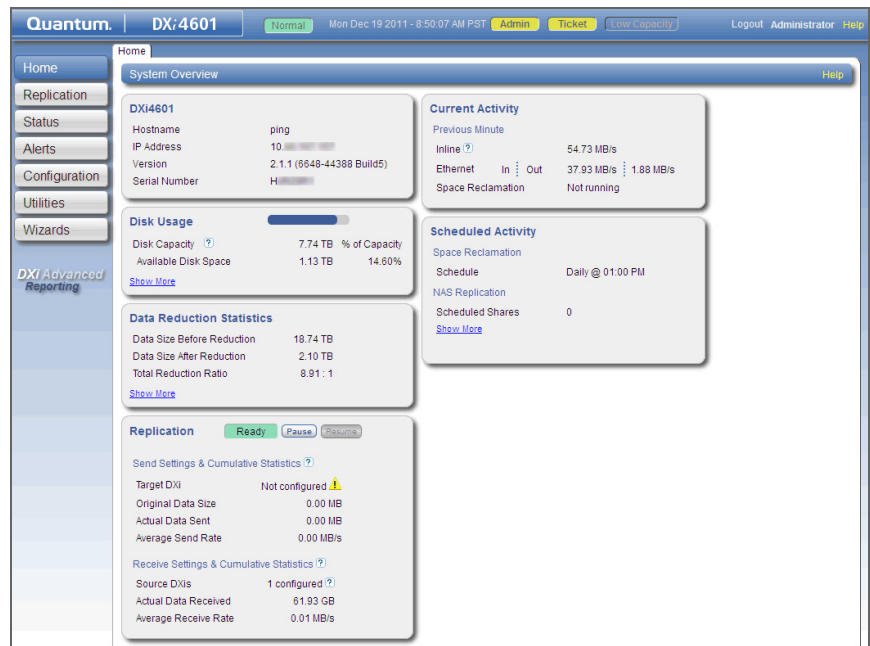 Quantum. DXi4601 Normal Mon Dec 19 2011 - 8:50:07 AM PST Admin Ticket Low Capacity Logout Administrator Help
Home
Replication
Status
Alerts
Configuration
Utilities
Wizards
DXi Advanced
Reporting
Home
System Overview Help
DXi4601
Hostname ping
IP Address 10.
Version 2.1.1 (6648-44388 Build5)
Serial Number H
Disk Usage
Disk Capacity ? 7.74 TB % of Capacity
Available Disk Space 1.13 TB 14.60%
Show More
Data Reduction Statistics
Data Size Before Reduction 18.74 TB
Data Size After Reduction 2.10 TB
Total Reduction Ratio 8.91 : 1
Show More
Replication Ready Pause Resume
Send Settings & Cumulative Statistics ?
Target DXi Not configured
Original Data Size 0.00 MB
Actual Data Sent 0.00 MB
Average Send Rate 0.00 MB/s
Receive Settings & Cumulative Statistics ?
Source DXis 1 configured ?
Actual Data Received 61.93 GB
Average Receive Rate 0.01 MB/s
Current Activity
Previous Minute
Inline ? 54.73 MB/s
Ethernet In Out 37.93 MB/s 1.88 MB/s
Space Reclamation Not running
Scheduled Activity
Space Reclamation
Schedule Daily @ 01:00 PM
NAS Replication
Scheduled Shares 0
Show More